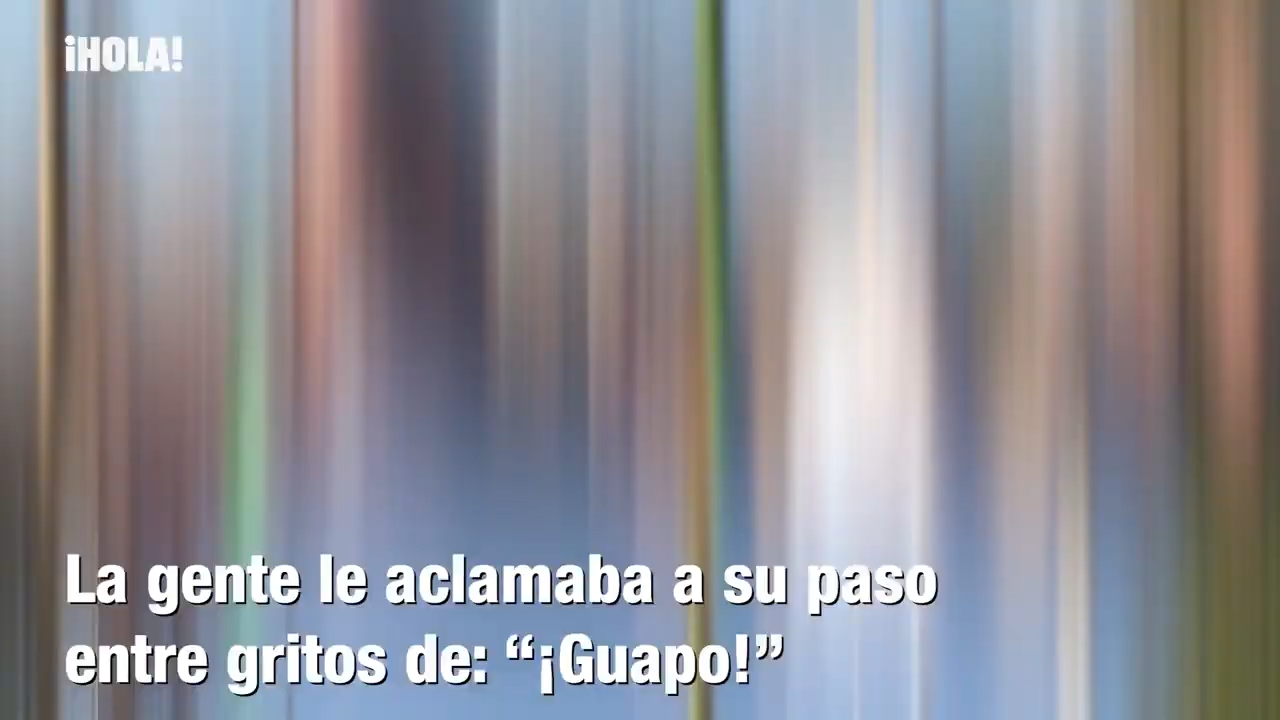 ¡HOLA!
La gente le aclamaba a su paso
entre gritos de: “¡Guapo!”